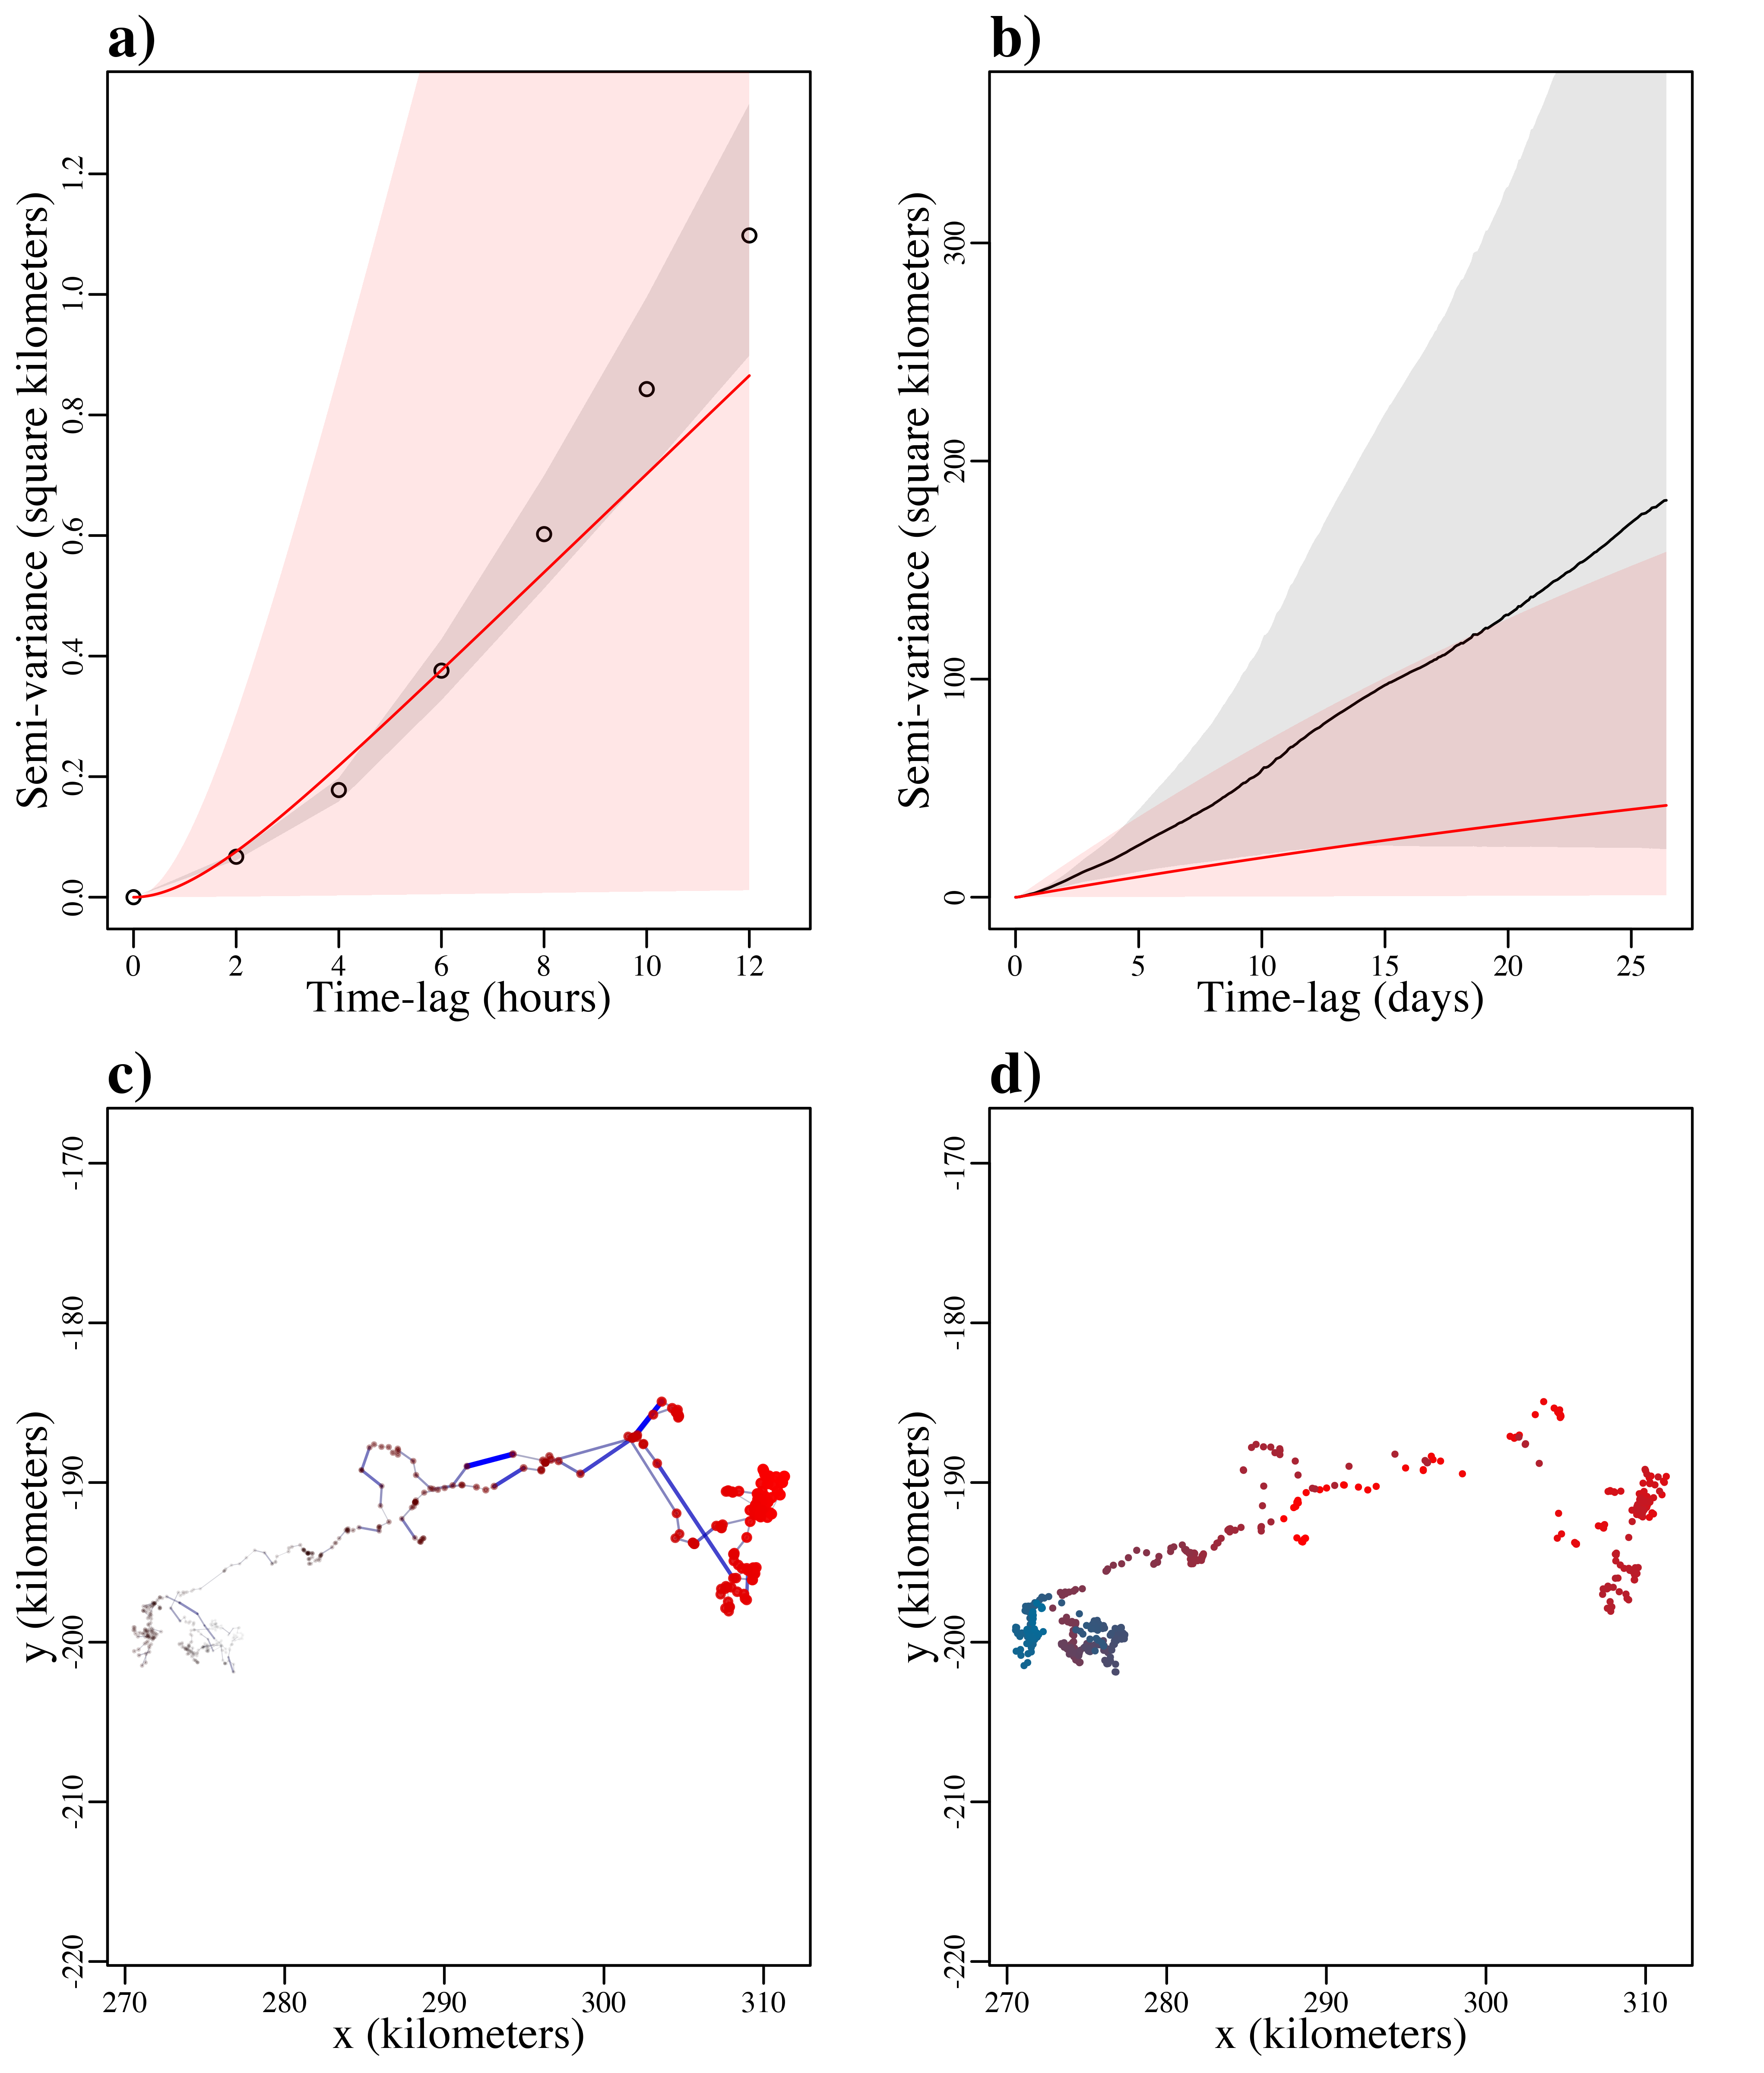 a)
Semi-variance (square kilometers)
0.0 0.2 0.4 0.6 0.8 1.0 1.2
0 2 4 6 8 10 12
Time-lag (hours)
b)
Semi-variance (square kilometers)
0 100 200 300
0 5 10 15 20 25
Time-lag (days)
c)
y (kilometers)
-220 -210 -200 -190 -180 -170
270 280 290 300 310
x (kilometers)
d)
y (kilometers)
-220 -210 -200 -190 -180 -170
270 280 290 300 310
x (kilometers)